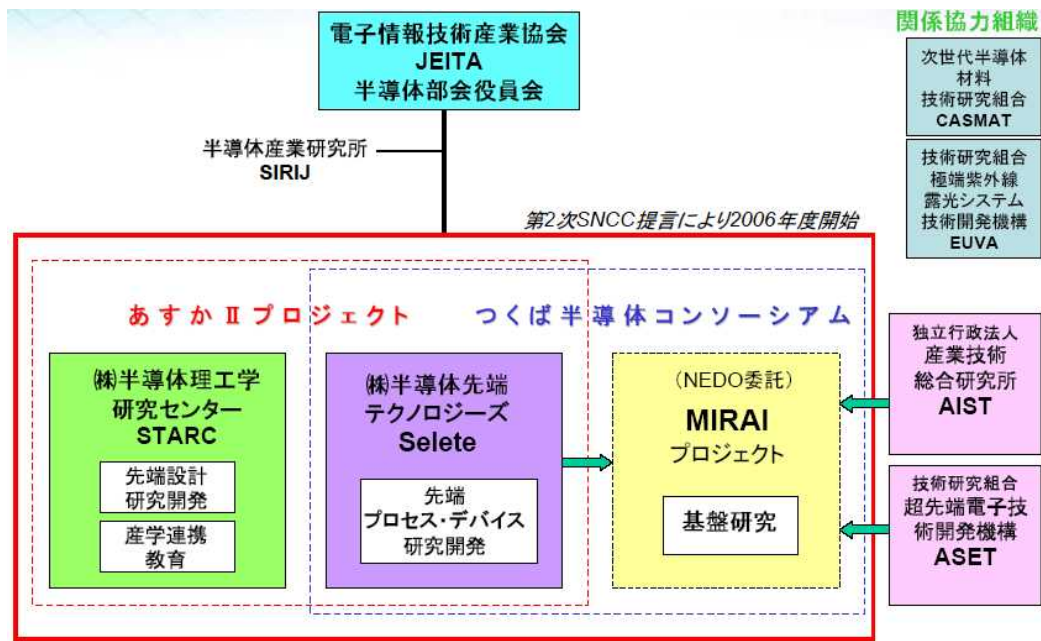 電子情報技術産業協会
JEITA
半導体部会役員会
関係協力組織
次世代半導体
材料
技術研究組合
CASMAT
技術研究組合
極端紫外線
露光システム
技術開発機構
EUVA
半導体産業研究所
SIRIJ
第2次SNCC提言により2006年度開始
あすかⅡプロジェクト
つくば半導体コンソーシアム
㈱半導体理工学
研究センター
STARC
先端設計
研究開発
産学連携
教育
㈱半導体先端
テクノロジーズ
Selete
先端
プロセス・デバイス
研究開発
（NEDO委託）
MIRAI
プロジェクト
基盤研究
独立行政法人
産業技術
総合研究所
AIST
技術研究組合
超先端電子技
術開発機構
ASET